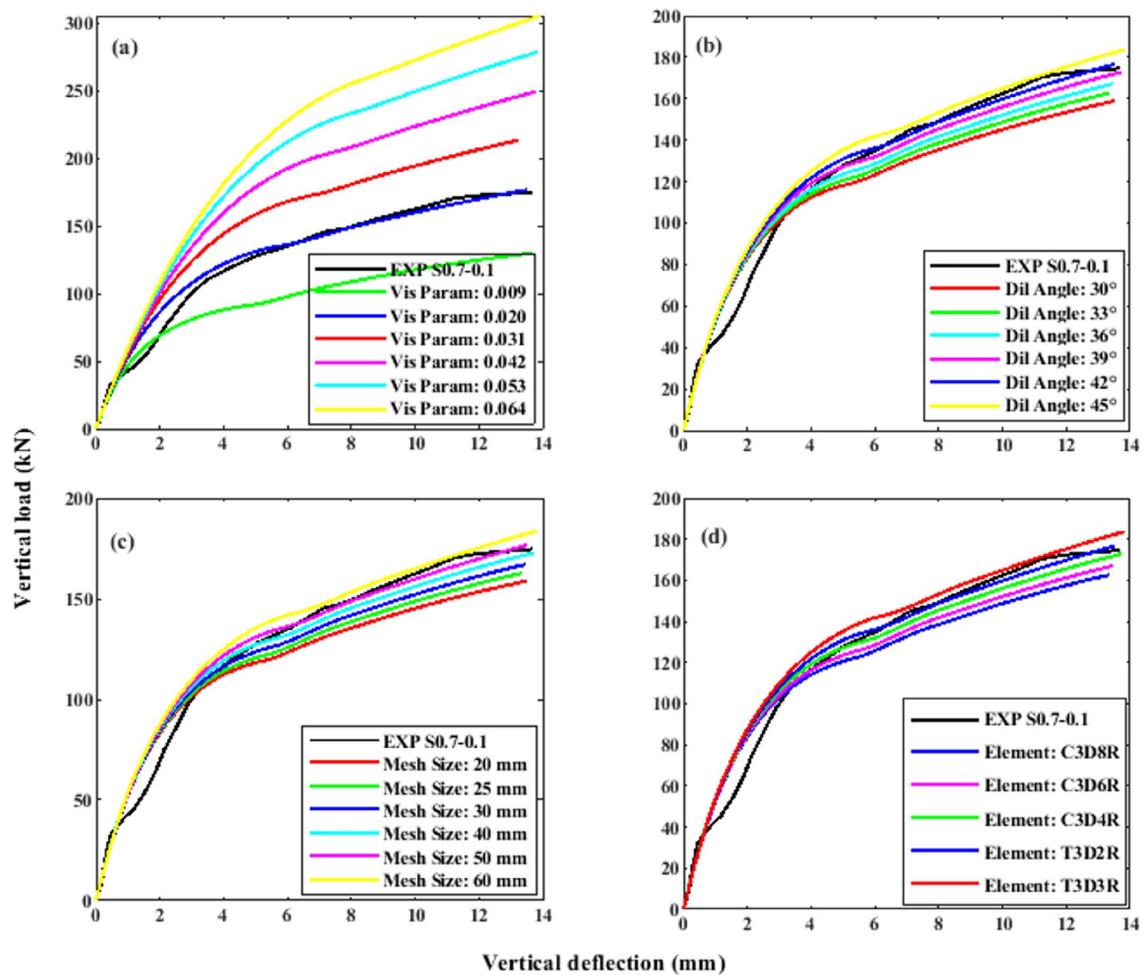 (a)
300
250
200
150
100
50
0
0 2 4 6 8 10 12 14
EXP S0.7-0.1
Vis Param: 0.009
Vis Param: 0.020
Vis Param: 0.031
Vis Param: 0.042
Vis Param: 0.053
Vis Param: 0.064
(b)
200
180
160
140
120
100
80
60
40
20
0
0 2 4 6 8 10 12 14
EXP S0.7-0.1
Dil Angle: 30°
Dil Angle: 33°
Dil Angle: 36°
Dil Angle: 39°
Dil Angle: 42°
Dil Angle: 45°
Vertical load (kN)
(c)
200
150
100
50
0
0 2 4 6 8 10 12 14
EXP S0.7-0.1
Mesh Size: 20 mm
Mesh Size: 25 mm
Mesh Size: 30 mm
Mesh Size: 40 mm
Mesh Size: 50 mm
Mesh Size: 60 mm
(d)
200
180
160
140
120
100
80
60
40
20
0
0 2 4 6 8 10 12 14
EXP S0.7-0.1
Element: C3D8R
Element: C3D6R
Element: C3D4R
Element: T3D2R
Element: T3D3R
Vertical deflection (mm)